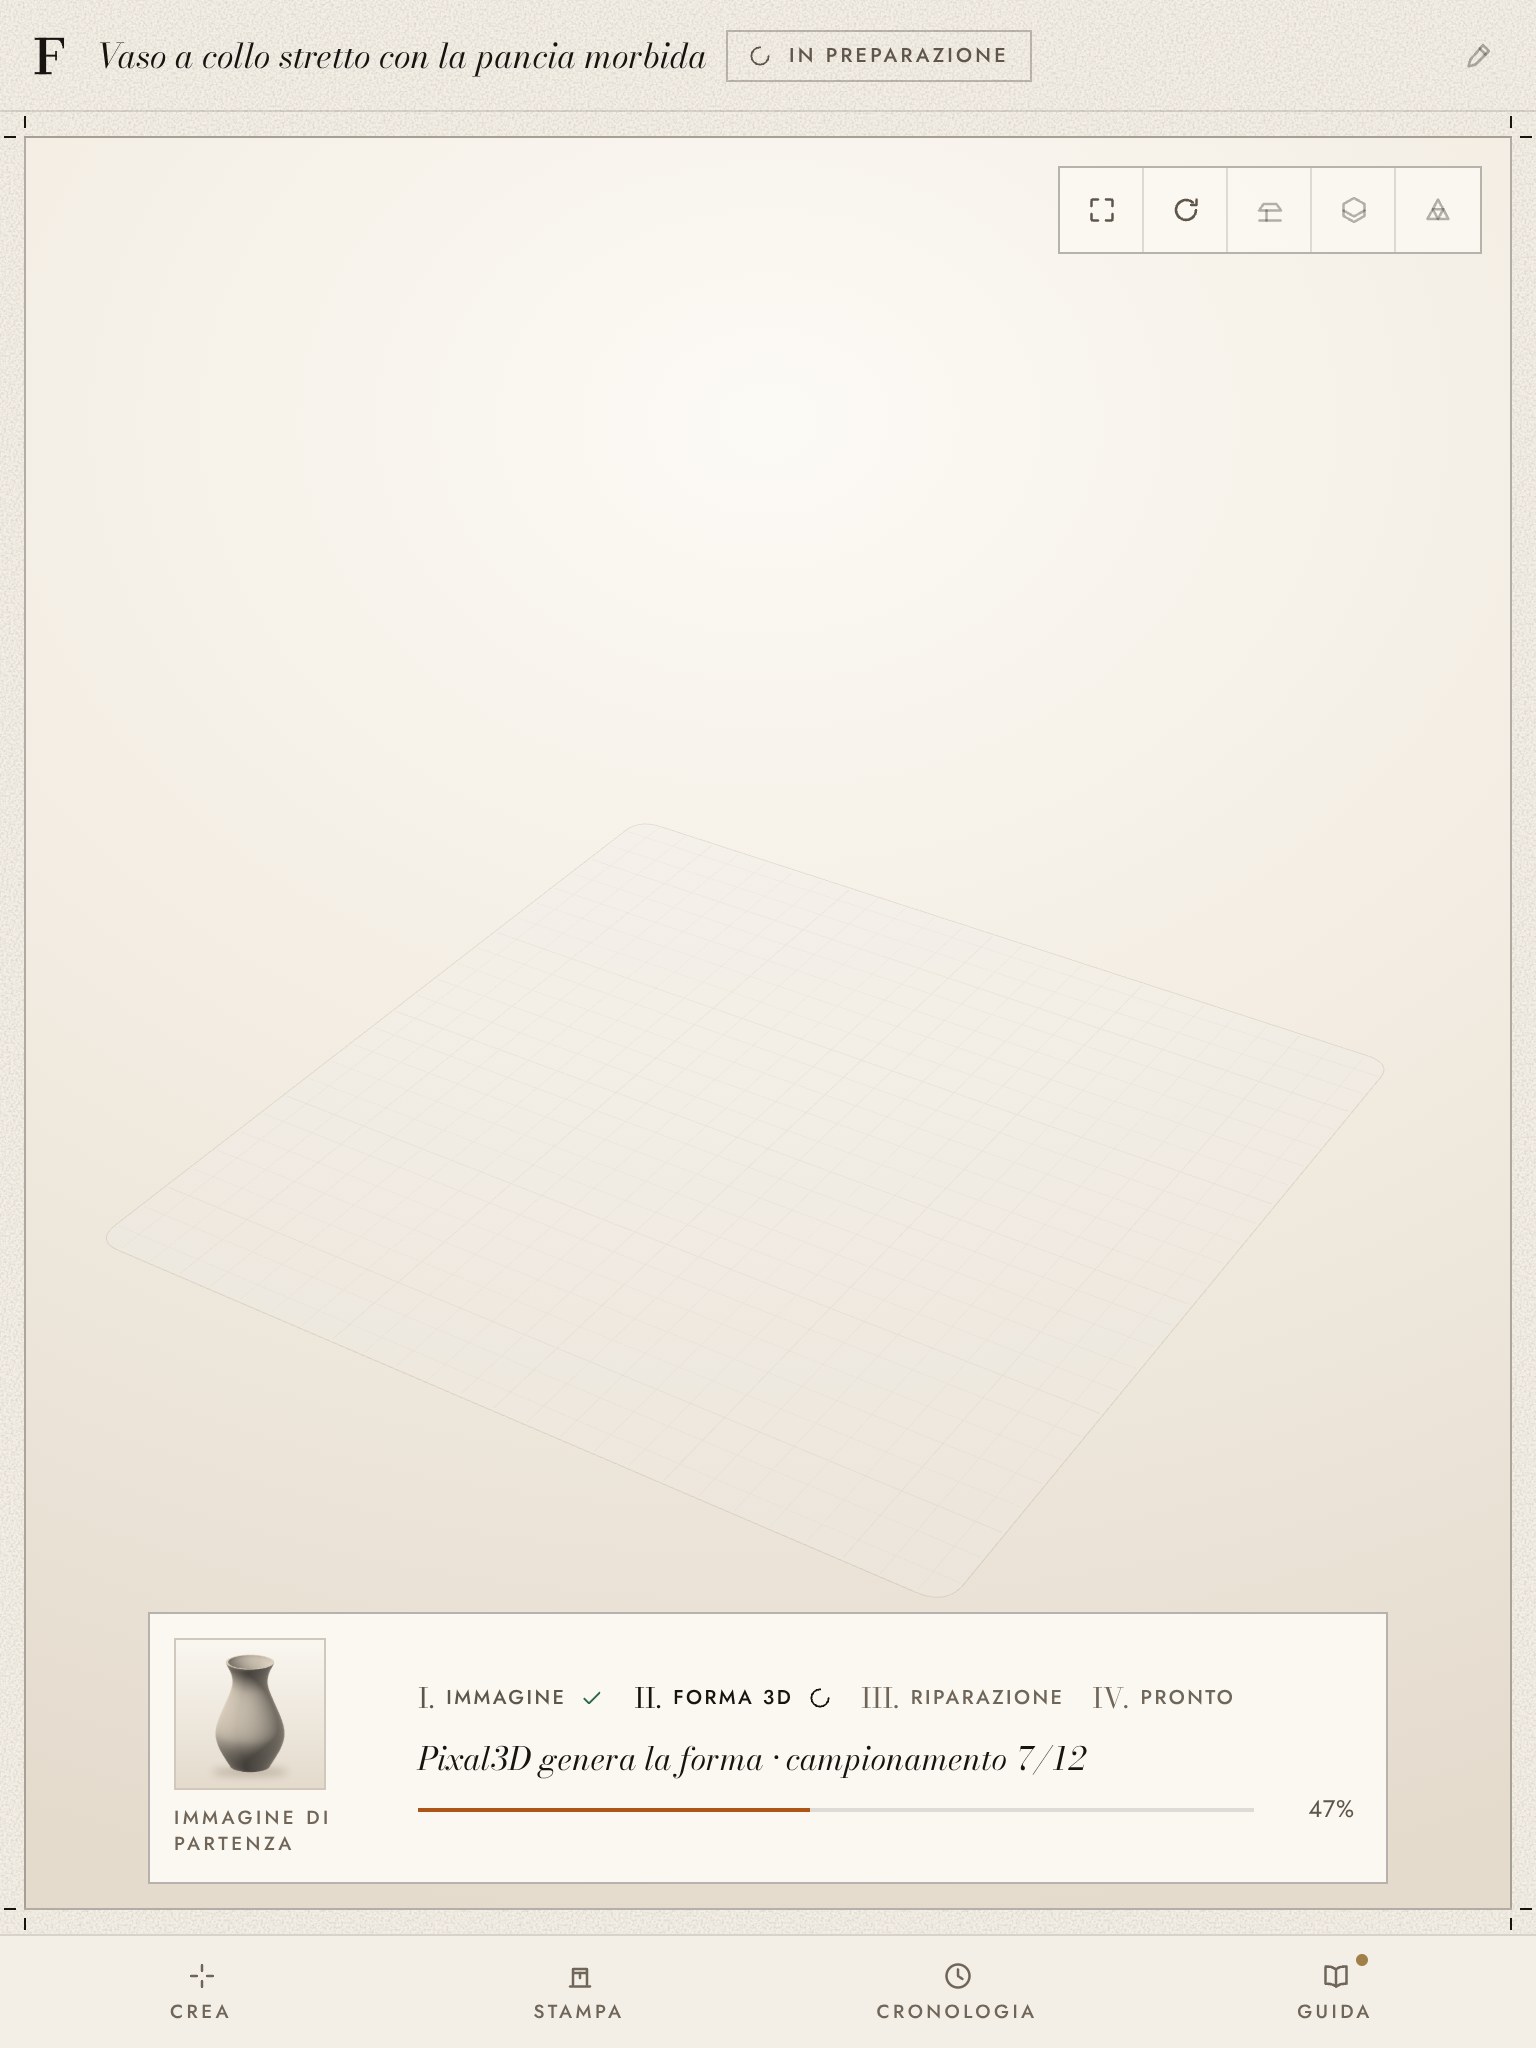 F Vaso a collo stretto con la pancia morbida IN PREPARAZIONE
I. IMMAGINE II. FORMA 3D III. RIPARAZIONE IV. PRONTO
Pixal3D genera la forma · campionamento 7/12
47%
IMMAGINE DI
PARTENZA
CREA STAMPA CRONOLOGIA GUIDA